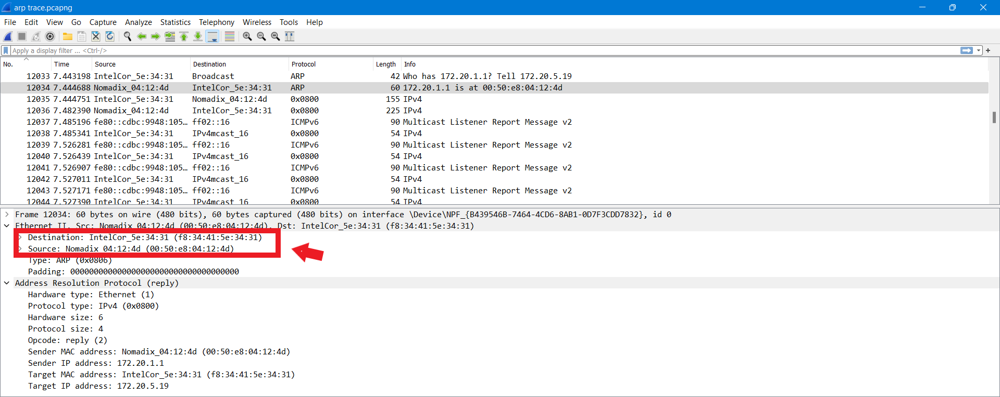 arp trace.pcapng
File Edit View Go Capture Analyze Statistics Telephony Wireless Tools Help
Apply a display filter ... <Ctrl-/>
No. Time Source Destination Protocol Length Info
12033 7.443198 IntelCor_5e:34:31 Broadcast ARP 42 Who has 172.20.1.1? Tell 172.20.5.19
12034 7.444688 Nomadix_04:12:4d IntelCor_5e:34:31 ARP 60 172.20.1.1 is at 00:50:e8:04:12:4d
12035 7.444751 IntelCor_5e:34:31 Nomadix_04:12:4d 0x0800 155 IPv4
12036 7.482390 Nomadix_04:12:4d IntelCor_5e:34:31 0x0800 225 IPv4
12037 7.485196 fe80::cdbc:9948:105… ff02::16 ICMPv6 90 Multicast Listener Report Message v2
12038 7.485341 IntelCor_5e:34:31 IPv4mcast_16 0x0800 54 IPv4
12039 7.526281 fe80::cdbc:9948:105… ff02::16 ICMPv6 90 Multicast Listener Report Message v2
12040 7.526439 IntelCor_5e:34:31 IPv4mcast_16 0x0800 54 IPv4
12041 7.526907 fe80::cdbc:9948:105… ff02::16 ICMPv6 90 Multicast Listener Report Message v2
12042 7.527011 IntelCor_5e:34:31 IPv4mcast_16 0x0800 54 IPv4
12043 7.527171 fe80::cdbc:9948:105… ff02::16 ICMPv6 90 Multicast Listener Report Message v2
12044 7.527390 IntelCor_5e:34:31 IPv4mcast_16 0x0800 54 IPv4
Frame 12034: 60 bytes on wire (480 bits), 60 bytes captured (480 bits) on interface \Device\NPF_{B439546B-7464-4CD6-8AB1-0D7F3CDD7832}, id 0
Ethernet II, Src: Nomadix_04:12:4d (00:50:e8:04:12:4d), Dst: IntelCor_5e:34:31 (f8:34:41:5e:34:31)
Destination: IntelCor_5e:34:31 (f8:34:41:5e:34:31)
Source: Nomadix_04:12:4d (00:50:e8:04:12:4d)
Type: ARP (0x0806)
Padding: 000000000000000000000000000000000000
Address Resolution Protocol (reply)
Hardware type: Ethernet (1)
Protocol type: IPv4 (0x0800)
Hardware size: 6
Protocol size: 4
Opcode: reply (2)
Sender MAC address: Nomadix_04:12:4d (00:50:e8:04:12:4d)
Sender IP address: 172.20.1.1
Target MAC address: IntelCor_5e:34:31 (f8:34:41:5e:34:31)
Target IP address: 172.20.5.19